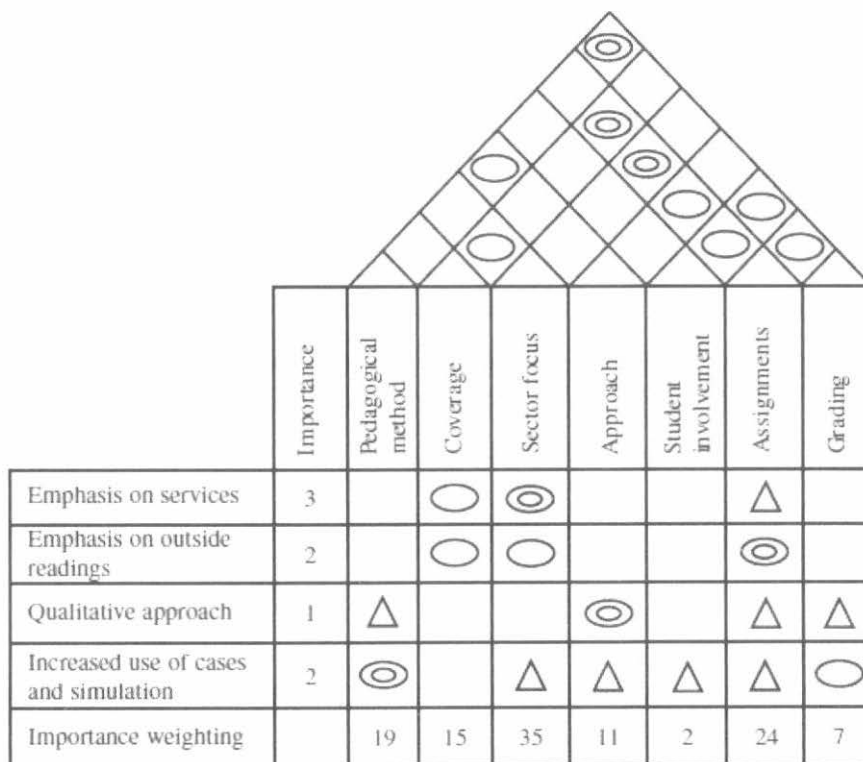 Importance
Pedagogical
method
Coverage
Sector focus
Approach
Student
involvement
Assignments
Grading
Emphasis on services 3
Emphasis on outside
readings 2
Qualitative approach 1
Increased use of cases
and simulation 2
Importance weighting 19 15 35 11 2 24 7